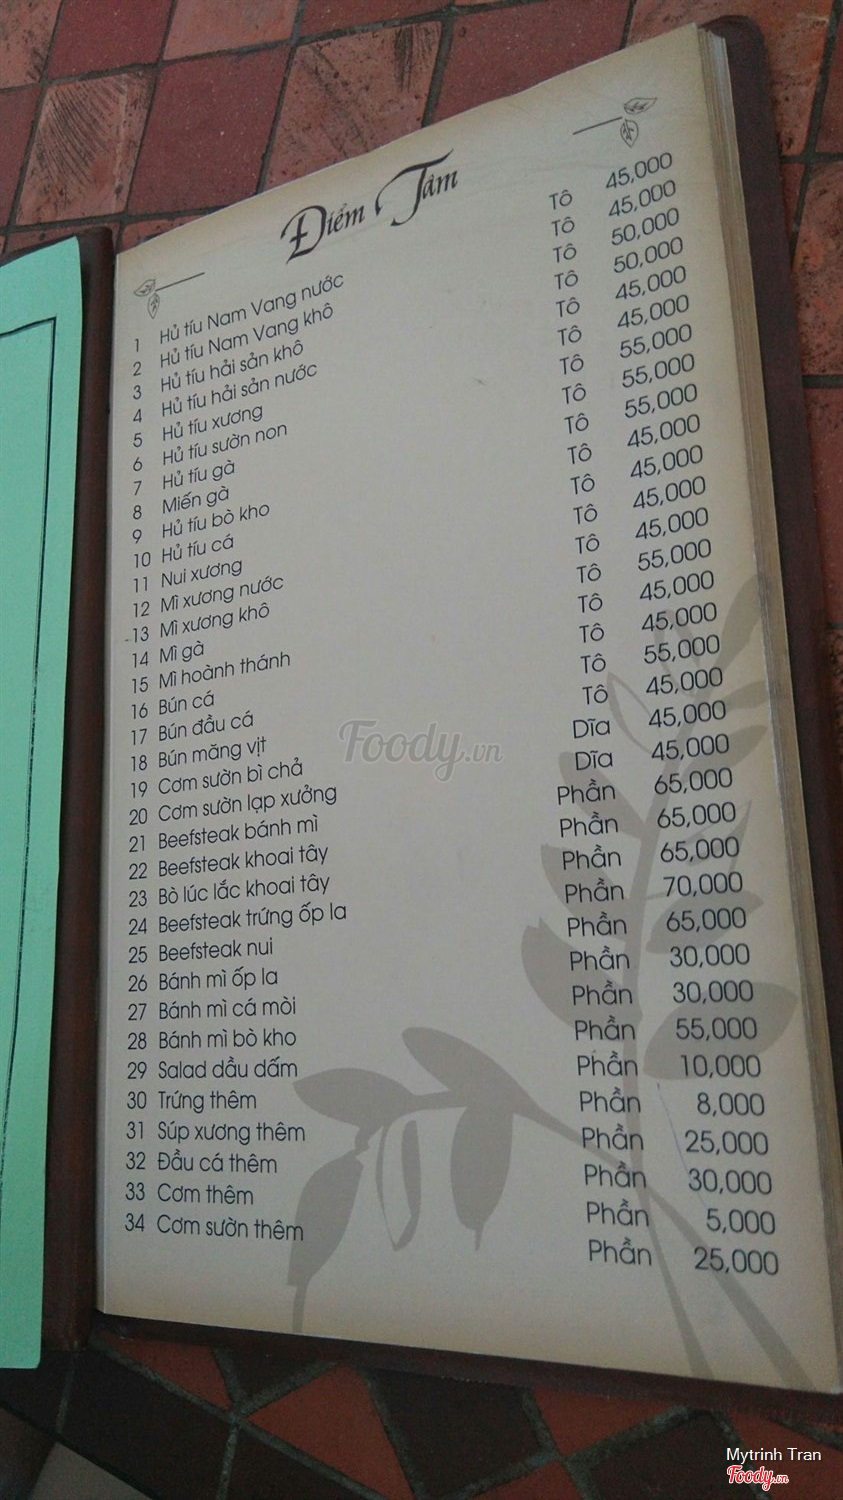 Điểm Tâm
1 Hủ tíu Nam Vang nước Tô 45,000
2 Hủ tíu Nam Vang khô Tô 45,000
3 Hủ tíu hải sản khô Tô 50,000
4 Hủ tíu hải sản nước Tô 50,000
5 Hủ tíu xương Tô 45,000
6 Hủ tíu sườn non Tô 45,000
7 Hủ tíu gà Tô 55,000
8 Miến gà Tô 55,000
9 Hủ tíu bò kho Tô 55,000
10 Hủ tíu cá Tô 45,000
11 Nui xương Tô 45,000
12 Mì xương nước Tô 45,000
13 Mì xương khô Tô 45,000
14 Mì gà Tô 55,000
15 Mì hoành thánh Tô 45,000
16 Bún cá Tô 45,000
17 Bún đầu cá Tô 55,000
18 Bún măng vịt Tô 45,000
19 Cơm sườn bì chả Dĩa 45,000
20 Cơm sườn lạp xưởng Dĩa 45,000
21 Beefsteak bánh mì Phần 65,000
22 Beefsteak khoai tây Phần 65,000
23 Bò lúc lắc khoai tây Phần 65,000
24 Beefsteak trứng ốp la Phần 70,000
25 Beefsteak nui Phần 65,000
26 Bánh mì ốp la Phần 30,000
27 Bánh mì cá mòi Phần 30,000
28 Bánh mì bò kho Phần 55,000
29 Salad dầu dấm Phần 10,000
30 Trứng thêm Phần 8,000
31 Súp xương thêm Phần 25,000
32 Đầu cá thêm Phần 30,000
33 Cơm thêm Phần 5,000
34 Cơm sườn thêm Phần 25,000
Foody.vn
Mytrinh Tran
Foody.vn